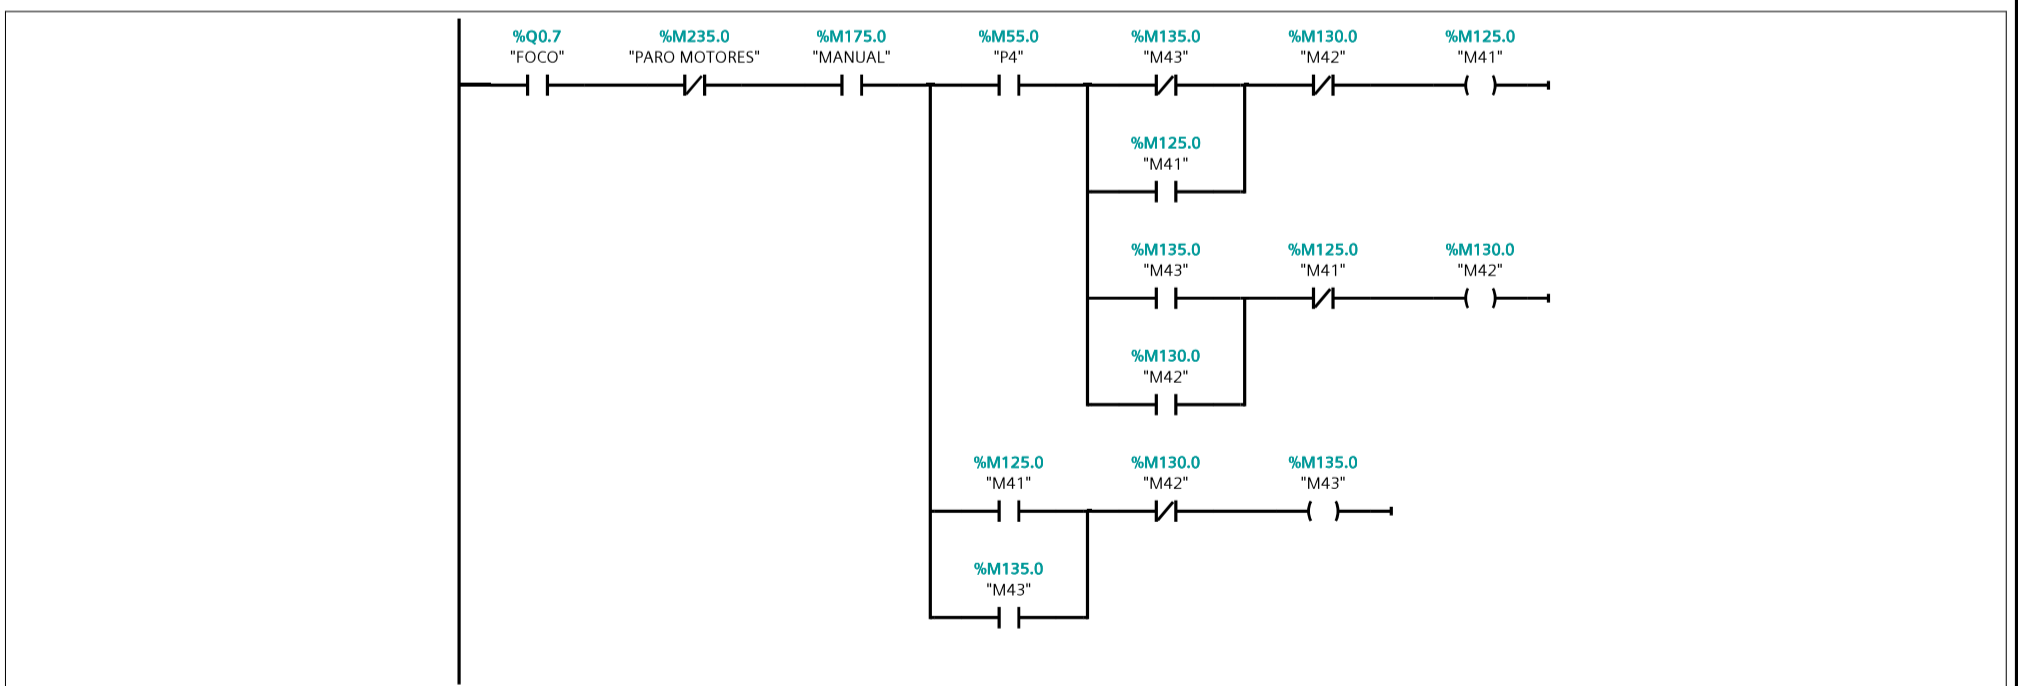 %Q0.7 %M235.0 %M175.0 %M55.0 %M135.0 %M130.0 %M125.0
"FOCO" "PARO MOTORES" "MANUAL" "P4" "M43" "M42" "M41"
%M125.0
"M41"
%M135.0 %M125.0 %M130.0
"M43" "M41" "M42"
%M130.0
"M42"
%M125.0 %M130.0 %M135.0
"M41" "M42" "M43"
%M135.0
"M43"